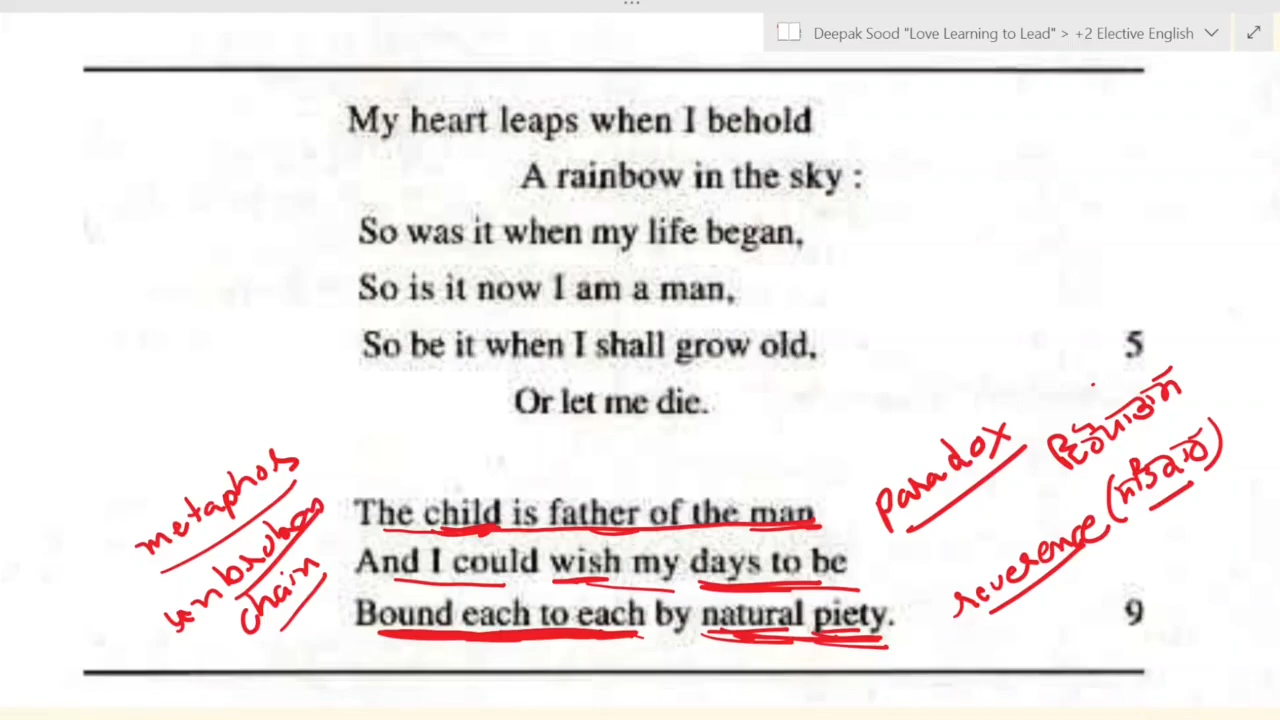 Deepak Sood "Love Learning to Lead" > +2 Elective English
My heart leaps when I behold
A rainbow in the sky :
So was it when my life began,
So is it now I am a man,
So be it when I shall grow old,
5
Or let me die.
The child is father of the man
And I could wish my days to be
Bound each to each by natural piety.
9
metaphor
unbroken
chain
Paradox
reverence (ਸਤਿਕਾਰ)